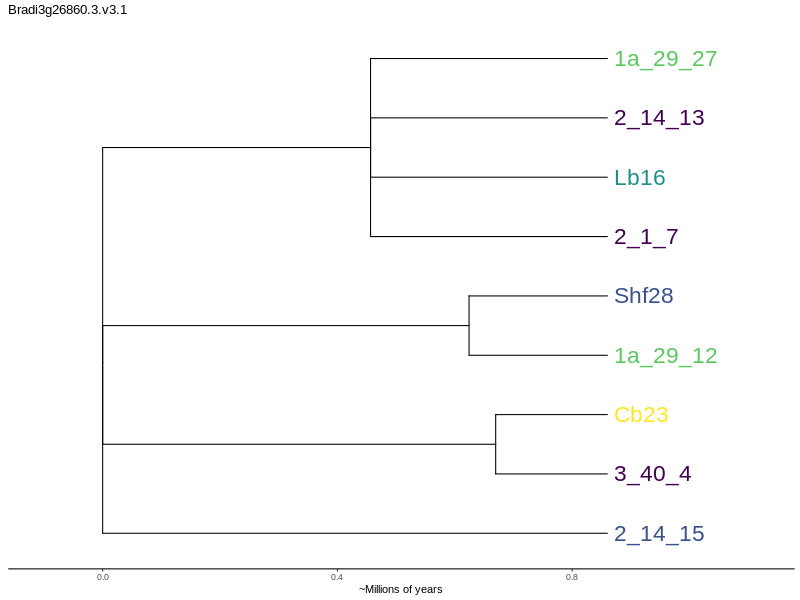 Bradi3g26860.3.v3.1
1a_29_27
2_14_13
Lb16
2_1_7
Shf28
1a_29_12
Cb23
3_40_4
2_14_15
0.0 0.4 0.8
~Millions of years